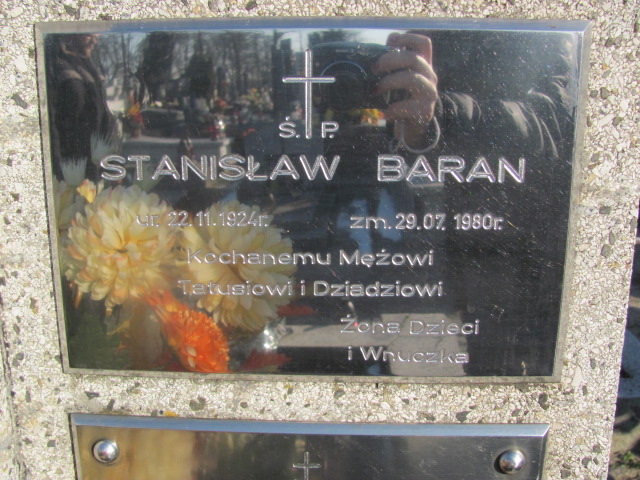 Ś. P.
STANISŁAW BARAN
ur. 22.11.1924r. zm. 29.07.1980r.
Kochanemu Mężowi
Tatusiowi i Dziadziowi
Żona Dzieci
i Wnuczka